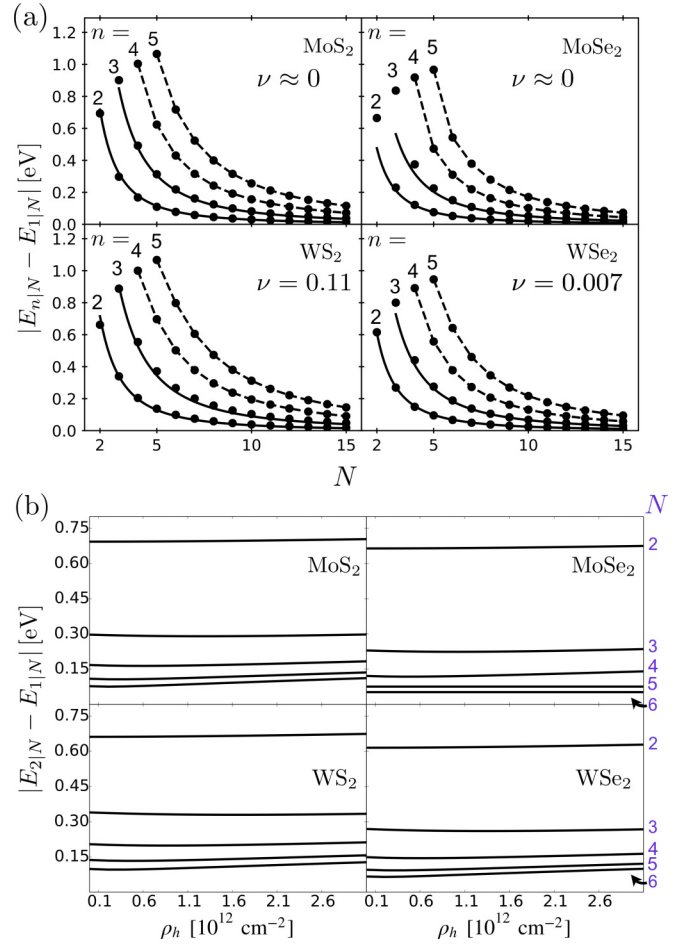 (a)
n =
MoS₂
ν ≈ 0
2
3
4
5
n =
MoSe₂
ν ≈ 0
2
3
4
5
1.2
1.0
0.8
0.6
0.4
0.2
0.0
n =
WS₂
ν = 0.11
2
3
4
5
n =
WSe₂
ν = 0.007
2
3
4
5
1.2
1.0
0.8
0.6
0.4
0.2
0.0
|Eₙ|N − E₁|N| [eV]
2 5 10 15 2 5 10 15
N
(b)
N
0.75
0.60
0.45
0.30
0.15
MoS₂
MoSe₂
2
3
4
5
6
0.75
0.60
0.45
0.30
0.15
WS₂
WSe₂
2
3
4
5
6
|E₂|N − E₁|N| [eV]
0.1 0.6 1.1 1.6 2.1 2.6 0.1 0.6 1.1 1.6 2.1 2.6
ρₕ [10¹² cm⁻²] ρₕ [10¹² cm⁻²]